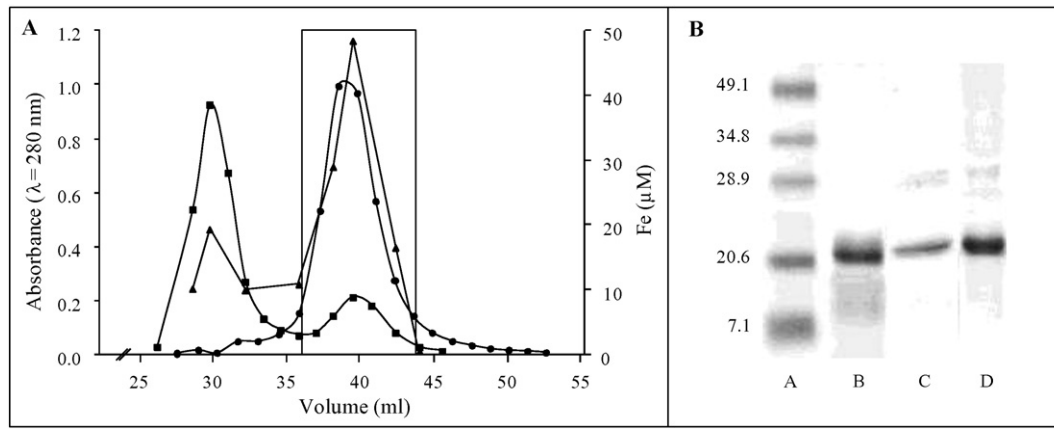 A
1.2
1.0
0.8
0.6
0.4
0.2
0.0
Absorbance (λ = 280 nm)
50
40
30
20
10
0
Fe (µM)
25 30 35 40 45 50 55
Volume (ml)
B
49.1
34.8
28.9
20.6
7.1
A B C D